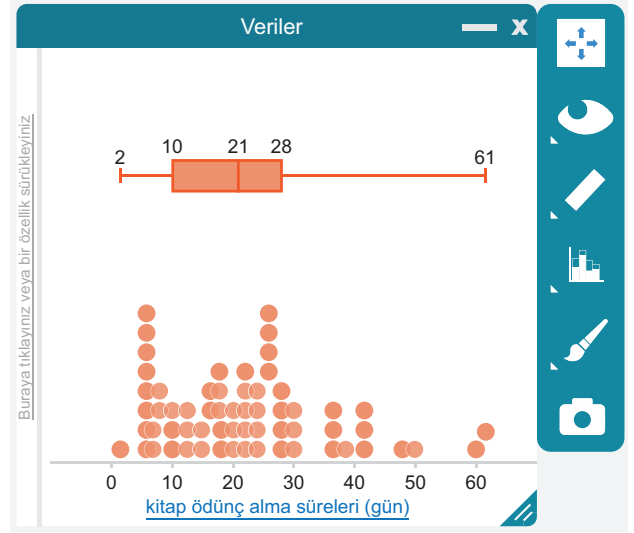 Veriler
X
2
10
21
28
61
Buraya tıklayınız veya bir özellik sürükleyiniz
0 10 20 30 40 50 60
kitap ödünç alma süreleri (gün)